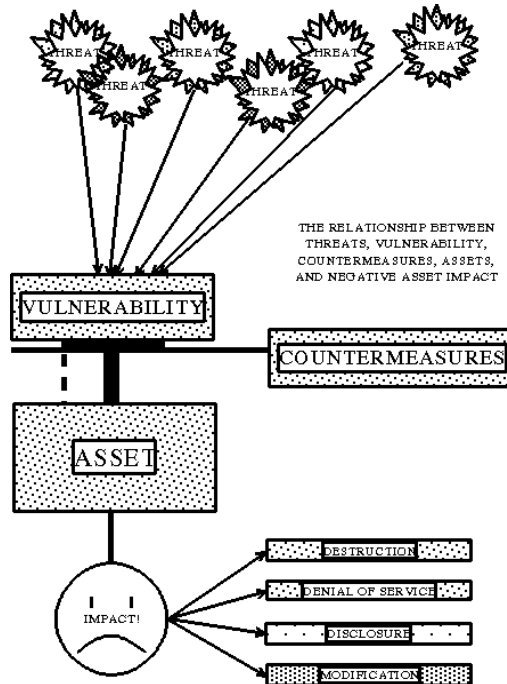 THREAT
THREAT
THREAT
THREAT
THREAT
THREAT
THE RELATIONSHIP BETWEEN
THREATS, VULNERABILITY,
COUNTERMEASURES, ASSETS,
AND NEGATIVE ASSET IMPACT
VULNERABILITY
COUNTERMEASURES
ASSET
IMPACT!
DESTRUCTION
DENIAL OF SERVICE
DISCLOSURE
MODIFICATION